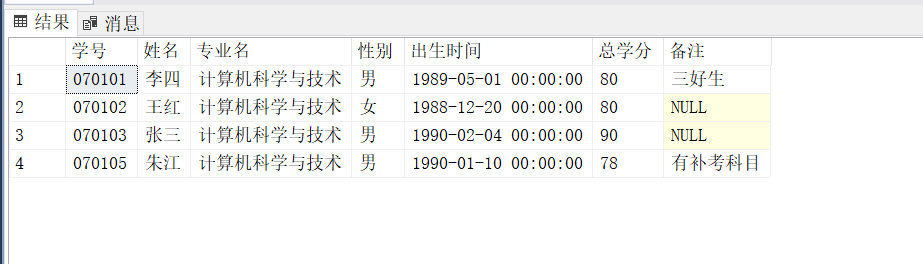 结果 消息
学号 姓名 专业名 性别 出生时间 总学分 备注
1 070101 李四 计算机科学与技术 男 1989-05-01 00:00:00 80 三好生
2 070102 王红 计算机科学与技术 女 1988-12-20 00:00:00 80 NULL
3 070103 张三 计算机科学与技术 男 1990-02-04 00:00:00 90 NULL
4 070105 朱江 计算机科学与技术 男 1990-01-10 00:00:00 78 有补考科目